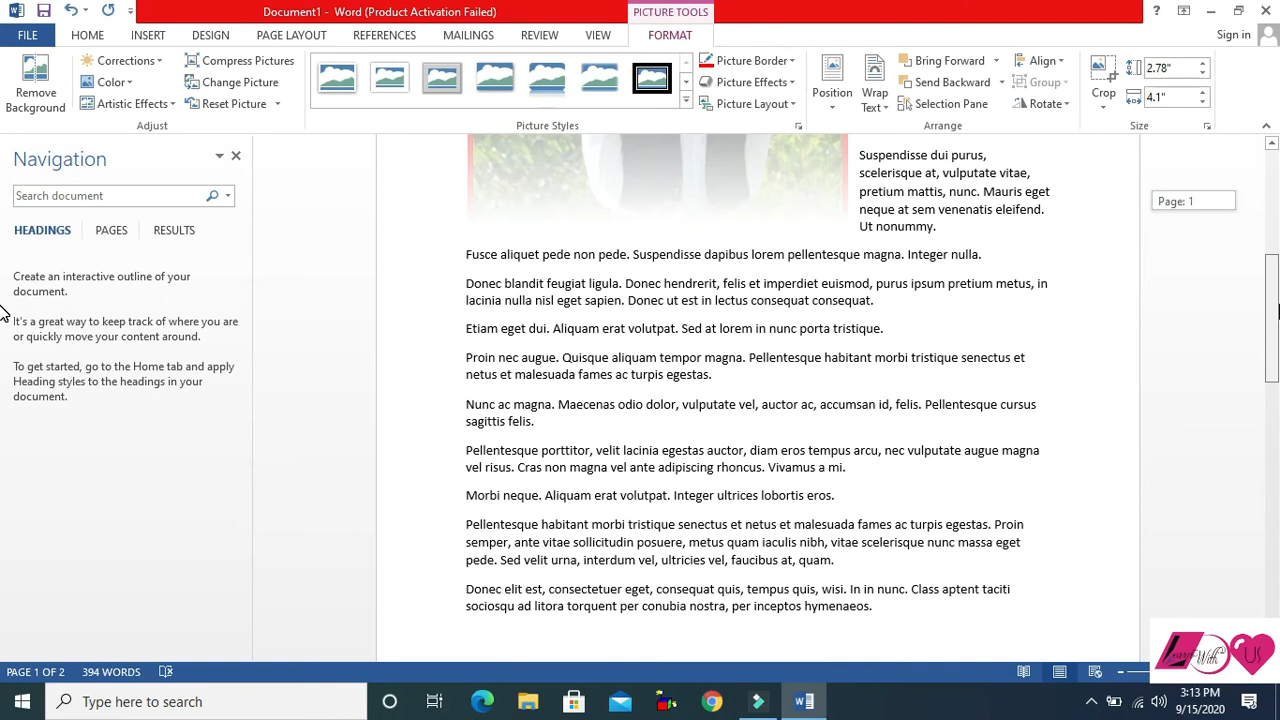 Document1 - Word (Product Activation Failed)
PICTURE TOOLS
?
FILE
HOME
INSERT
DESIGN
PAGE LAYOUT
REFERENCES
MAILINGS
REVIEW
VIEW
FORMAT
Sign in
Remove
Background
Corrections
Color
Artistic Effects
Compress Pictures
Change Picture
Reset Picture
Adjust
Picture Styles
Picture Border
Picture Effects
Picture Layout
Position
Wrap
Text
Bring Forward
Send Backward
Selection Pane
Align
Group
Rotate
Arrange
Crop
2.78"
4.1"
Size
Navigation
Search document
HEADINGS
PAGES
RESULTS
Create an interactive outline of your
document.
It's a great way to keep track of where you are
or quickly move your content around.
To get started, go to the Home tab and apply
Heading styles to the headings in your
document.
Suspendisse dui purus,
scelerisque at, vulputate vitae,
pretium mattis, nunc. Mauris eget
neque at sem venenatis eleifend.
Ut nonummy.
Page: 1
Fusce aliquet pede non pede. Suspendisse dapibus lorem pellentesque magna. Integer nulla.
Donec blandit feugiat ligula. Donec hendrerit, felis et imperdiet euismod, purus ipsum pretium metus, in
lacinia nulla nisl eget sapien. Donec ut est in lectus consequat consequat.
Etiam eget dui. Aliquam erat volutpat. Sed at lorem in nunc porta tristique.
Proin nec augue. Quisque aliquam tempor magna. Pellentesque habitant morbi tristique senectus et
netus et malesuada fames ac turpis egestas.
Nunc ac magna. Maecenas odio dolor, vulputate vel, auctor ac, accumsan id, felis. Pellentesque cursus
sagittis felis.
Pellentesque porttitor, velit lacinia egestas auctor, diam eros tempus arcu, nec vulputate augue magna
vel risus. Cras non magna vel ante adipiscing rhoncus. Vivamus a mi.
Morbi neque. Aliquam erat volutpat. Integer ultrices lobortis eros.
Pellentesque habitant morbi tristique senectus et netus et malesuada fames ac turpis egestas. Proin
semper, ante vitae sollicitudin posuere, metus quam iaculis nibh, vitae scelerisque nunc massa eget
pede. Sed velit urna, interdum vel, ultricies vel, faucibus at, quam.
Donec elit est, consectetuer eget, consequat quis, tempus quis, wisi. In in nunc. Class aptent taciti
sociosqu ad litora torquent per conubia nostra, per inceptos hymenaeos.
Learn With US
PAGE 1 OF 2
394 WORDS
Type here to search
3:13 PM
9/15/2020